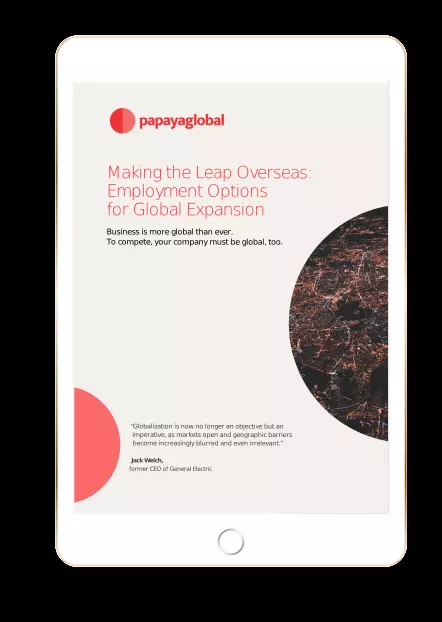 papayaglobal
Making the Leap Overseas:
Employment Options
for Global Expansion
Business is more global than ever.
To compete, your company must be global, too.
"Globalization is now no longer an objective but an
imperative, as markets open and geographic barriers
become increasingly blurred and even irrelevant."
Jack Welch,
former CEO of General Electric